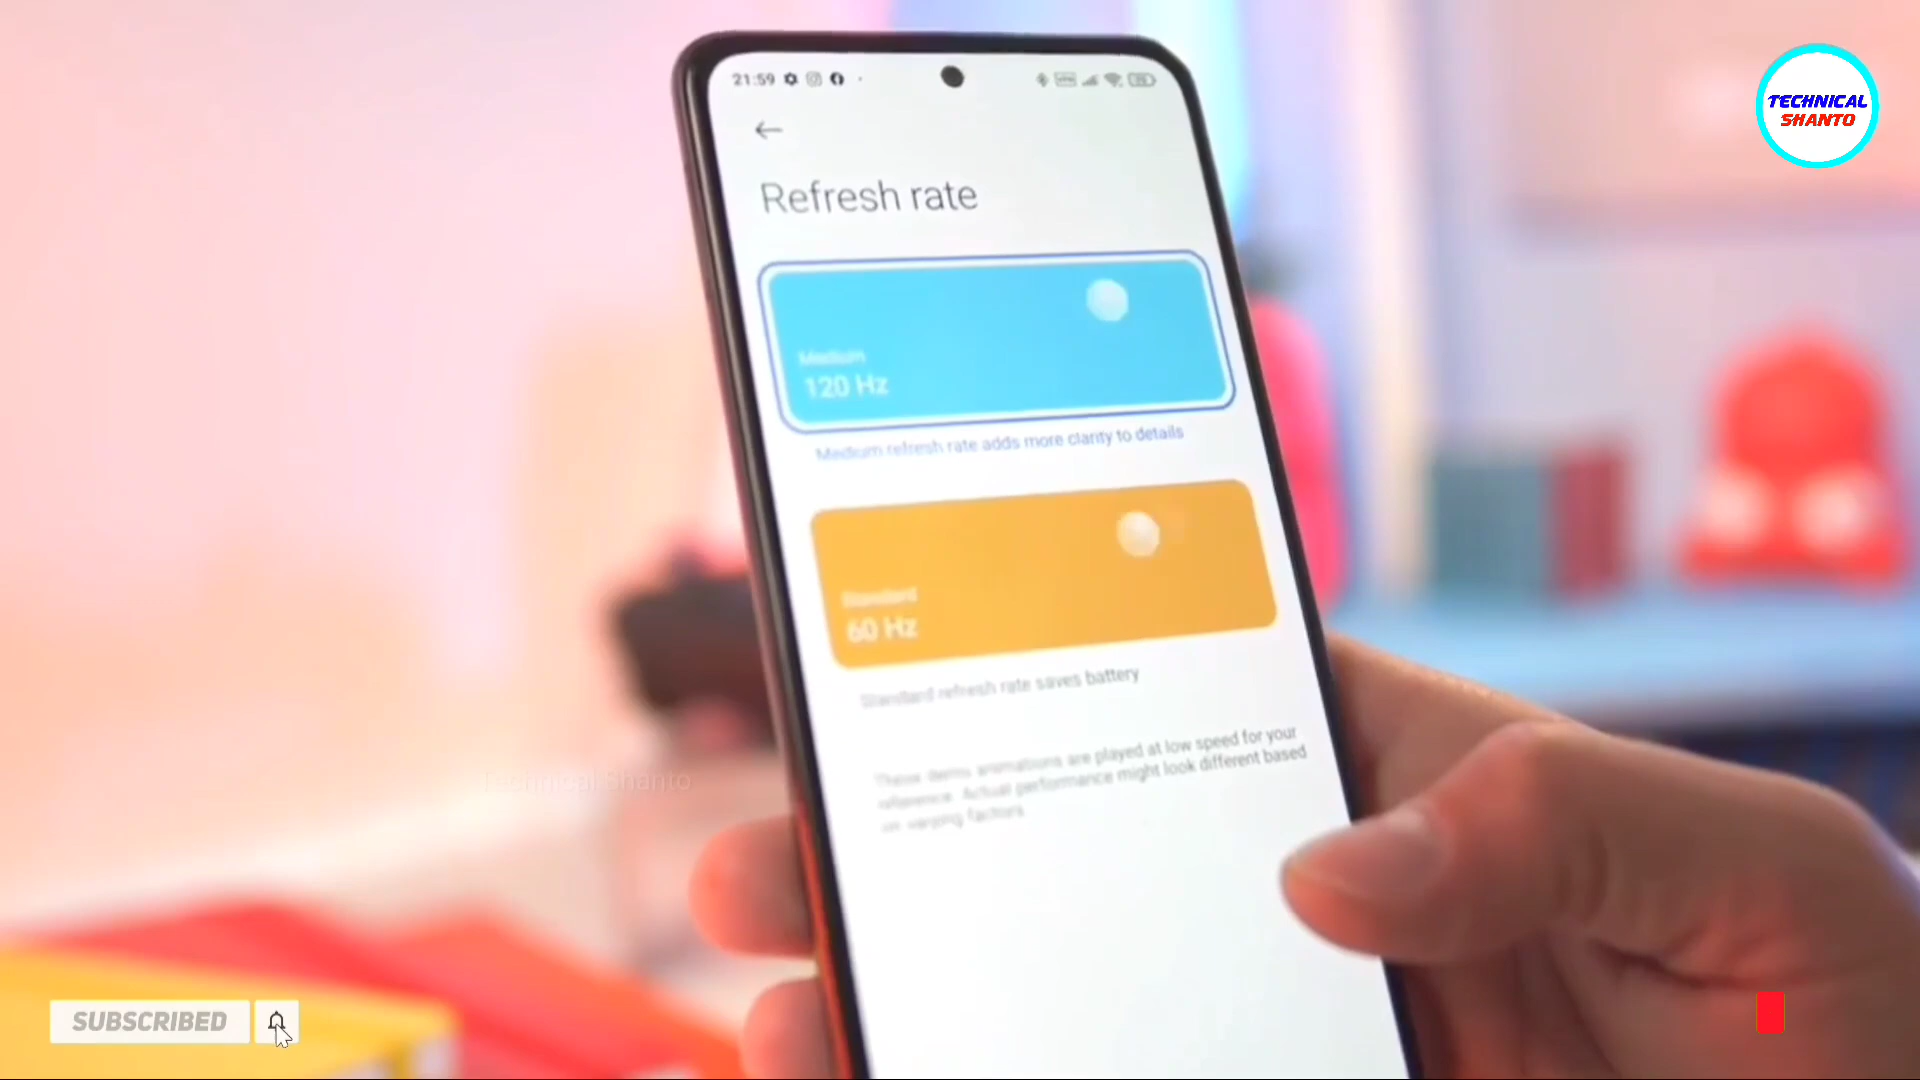 21:59
TECHNICAL
SHANTO
Refresh rate
Medium
120 Hz
Medium refresh rate adds more clarity to details
Standard
60 Hz
Standard refresh rate saves battery
These demo animations are played at low speed for your
reference. Actual performance might look different based
on varying factors
Technical Shanto
SUBSCRIBED